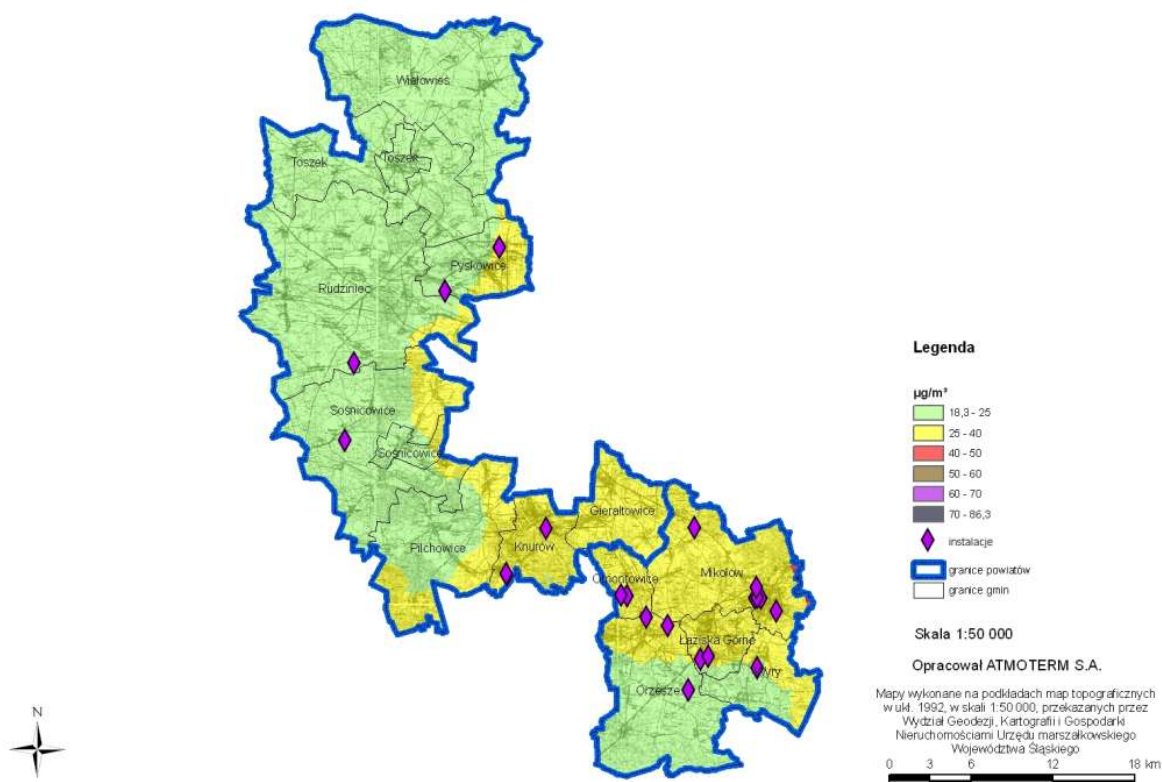 Wielowieś
Toszek
Toszek
Pyskowice
Rudziniec
Sośnicowice
Sośnicowice
Gierałtowice
Pilchowice
Knurów
Ornontowice
Mikołów
Łaziska Górne
Wyry
Orzesze
N
Legenda
µg/m³
18,3 - 25
25 - 40
40 - 50
50 - 60
60 - 70
70 - 86,3
instalacje
granice powiatów
granice gmin
Skala 1:50 000
Opracował ATMOTERM S.A.
Mapy wykonane na podkładach map topograficznych
w ukł. 1992, w skali 1:50 000, przekazanych przez
Wydział Geodezji, Kartografii i Gospodarki
Nieruchomościami Urzędu marszałkowskiego
Województwa Śląskiego
0 3 6 12 18 km